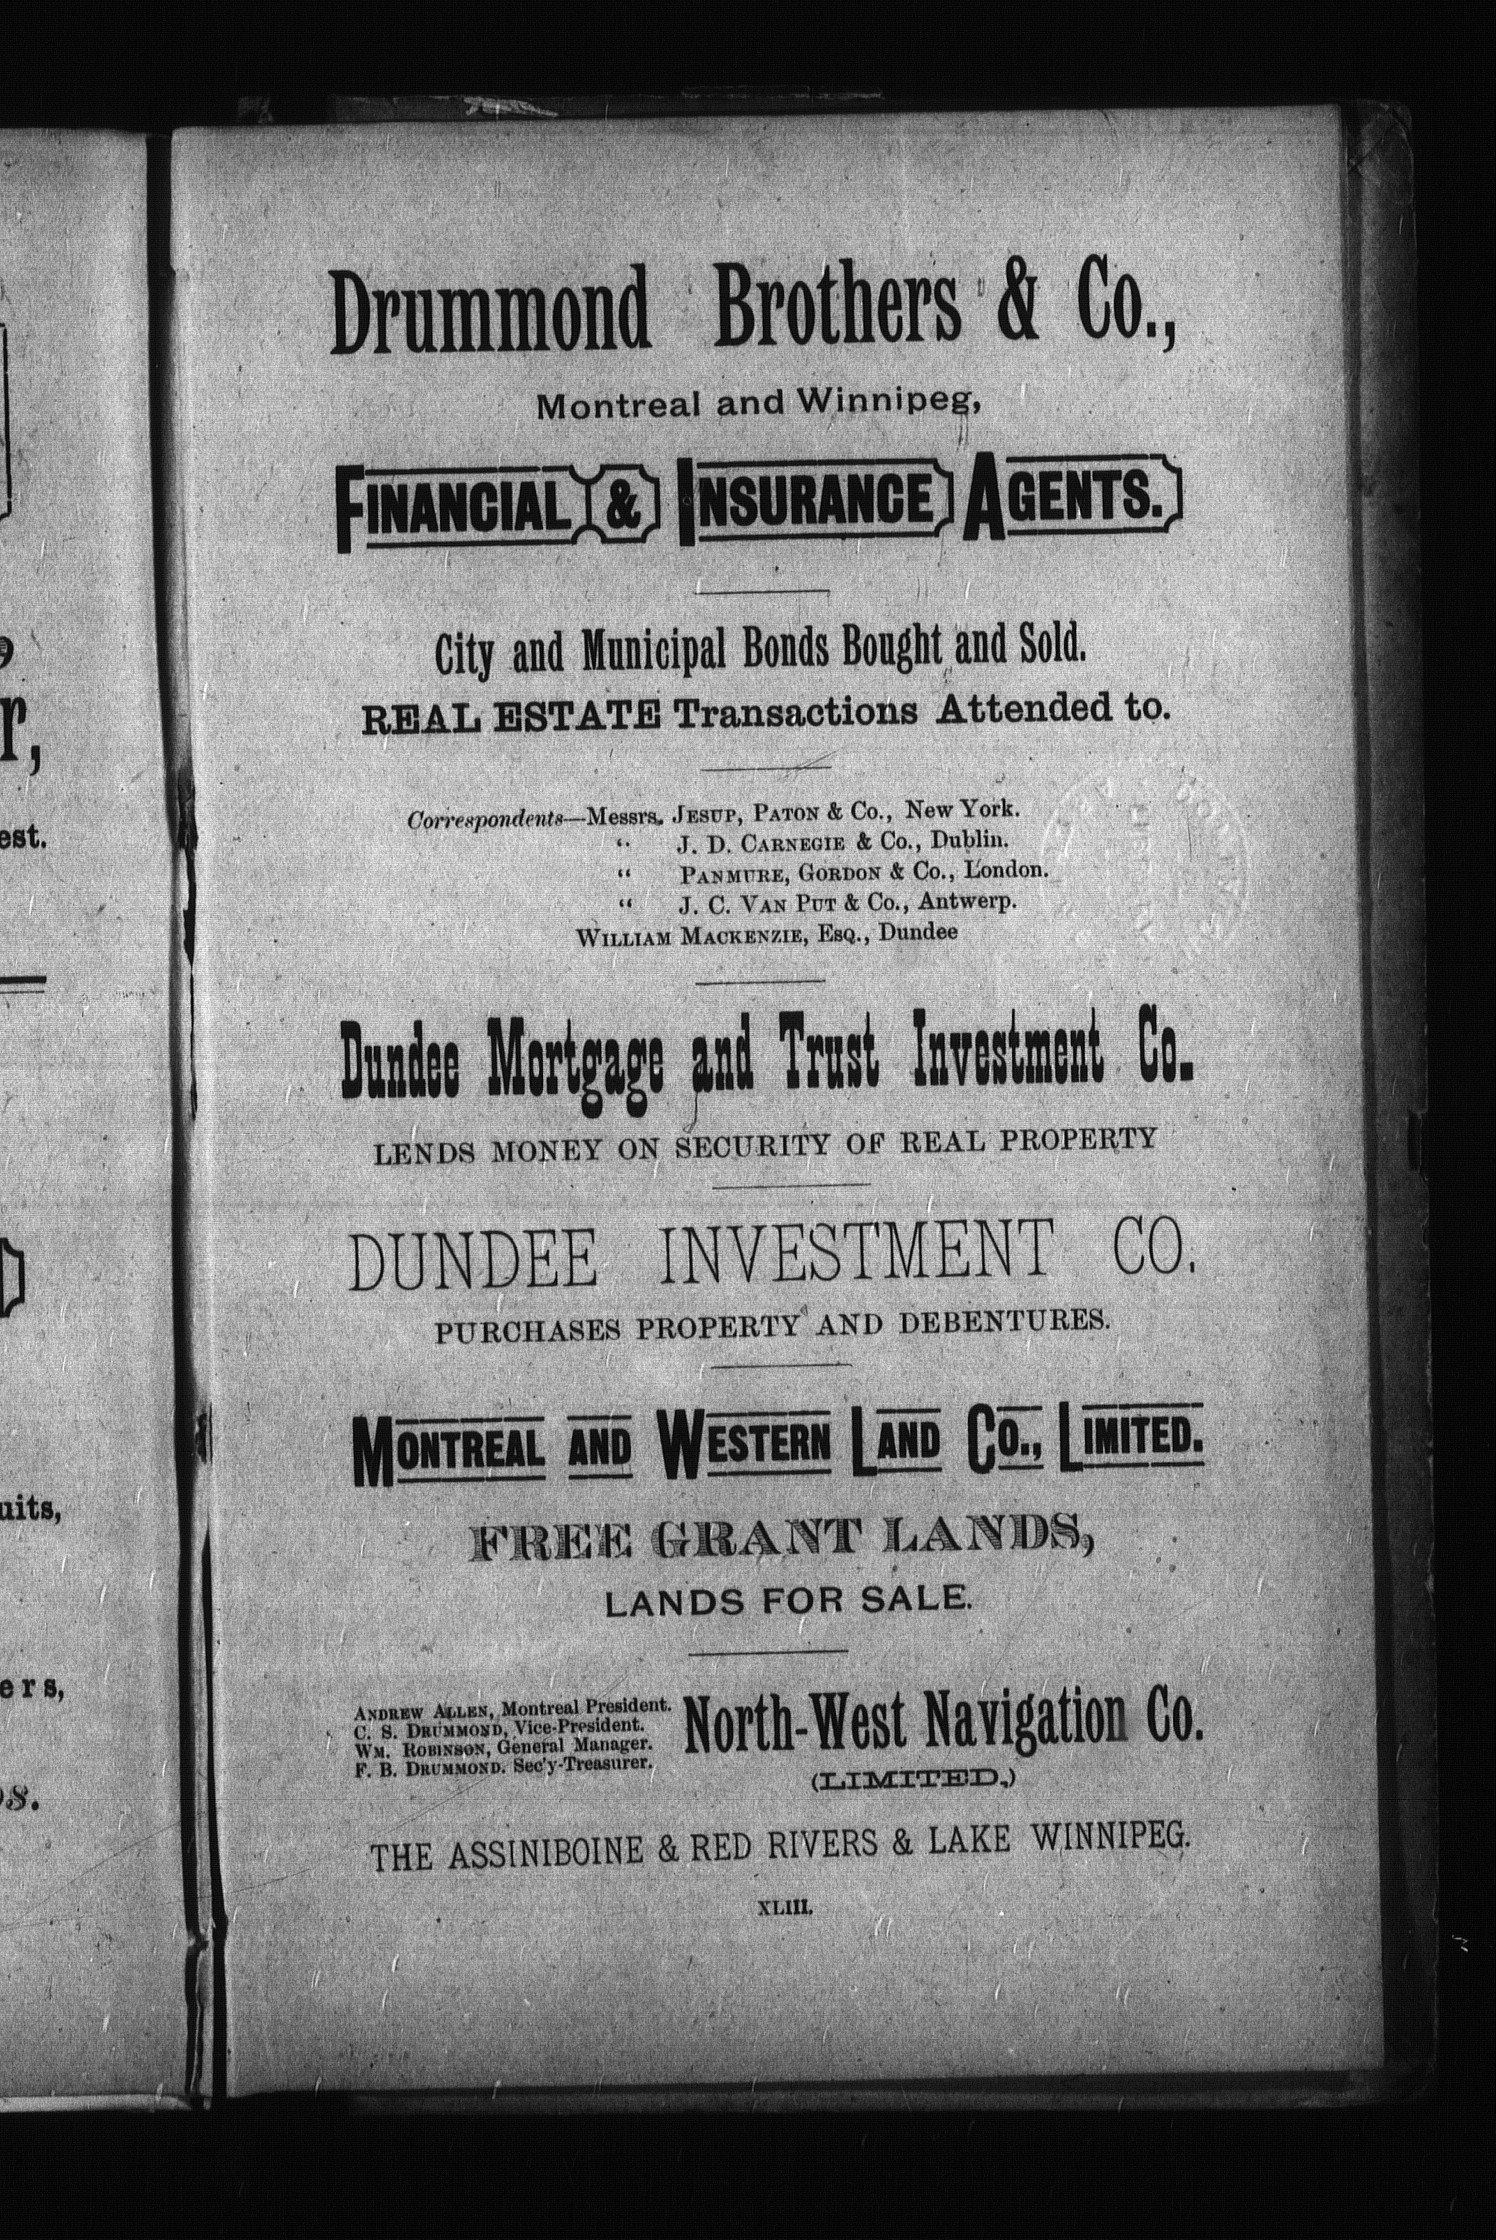 Drummond Brothers & Co.,
Montreal and Winnipeg,
FINANCIAL & INSURANCE AGENTS.
City and Municipal Bonds Bought and Sold.
REAL ESTATE Transactions Attended to.
Correspondents—Messrs. JESUP, PATON & Co., New York.
" J. D. CARNEGIE & Co., Dublin.
" PANMURE, GORDON & Co., London.
" J. C. VAN PUT & Co., Antwerp.
WILLIAM MACKENZIE, ESQ., Dundee
Dundee Mortgage and Trust Investment Co.
LENDS MONEY ON SECURITY OF REAL PROPERTY
DUNDEE INVESTMENT CO.
PURCHASES PROPERTY AND DEBENTURES.
MONTREAL AND WESTERN LAND CO., LIMITED.
FREE GRANT LANDS,
LANDS FOR SALE.
ANDREW ALLEN, Montreal President.
C. S. DRUMMOND, Vice-President.
WM. ROBINSON, General Manager.
F. B. DRUMMOND. Sec'y-Treasurer.
North-West Navigation Co.
(LIMITED,)
THE ASSINIBOINE & RED RIVERS & LAKE WINNIPEG.
XLIII.
r,
est.
uits,
ers,
s.